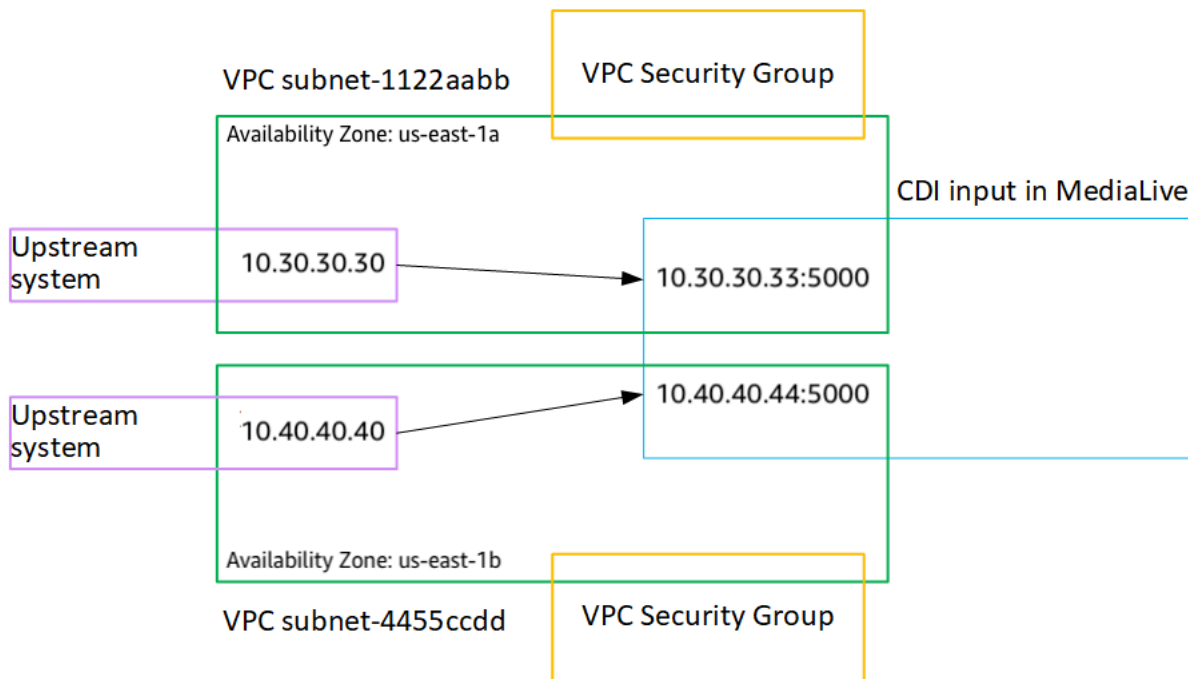 VPC Security Group
VPC subnet-1122aabb
Availability Zone: us-east-1a
CDI input in MediaLive
Upstream
system
10.30.30.30
10.30.30.33:5000
10.40.40.44:5000
Upstream
system
10.40.40.40
Availability Zone: us-east-1b
VPC subnet-4455ccdd
VPC Security Group